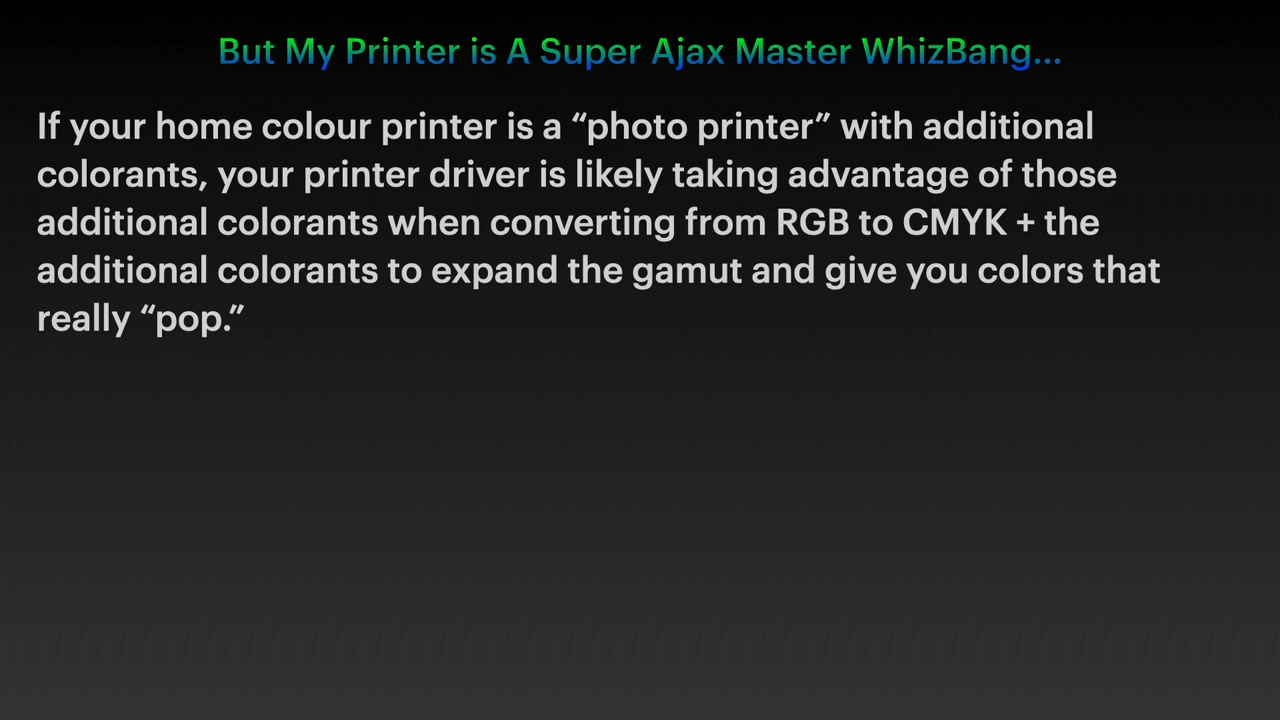 But My Printer is A Super Ajax Master WhizBang...
If your home colour printer is a “photo printer” with additional
colorants, your printer driver is likely taking advantage of those
additional colorants when converting from RGB to CMYK + the
additional colorants to expand the gamut and give you colors that
really “pop.”